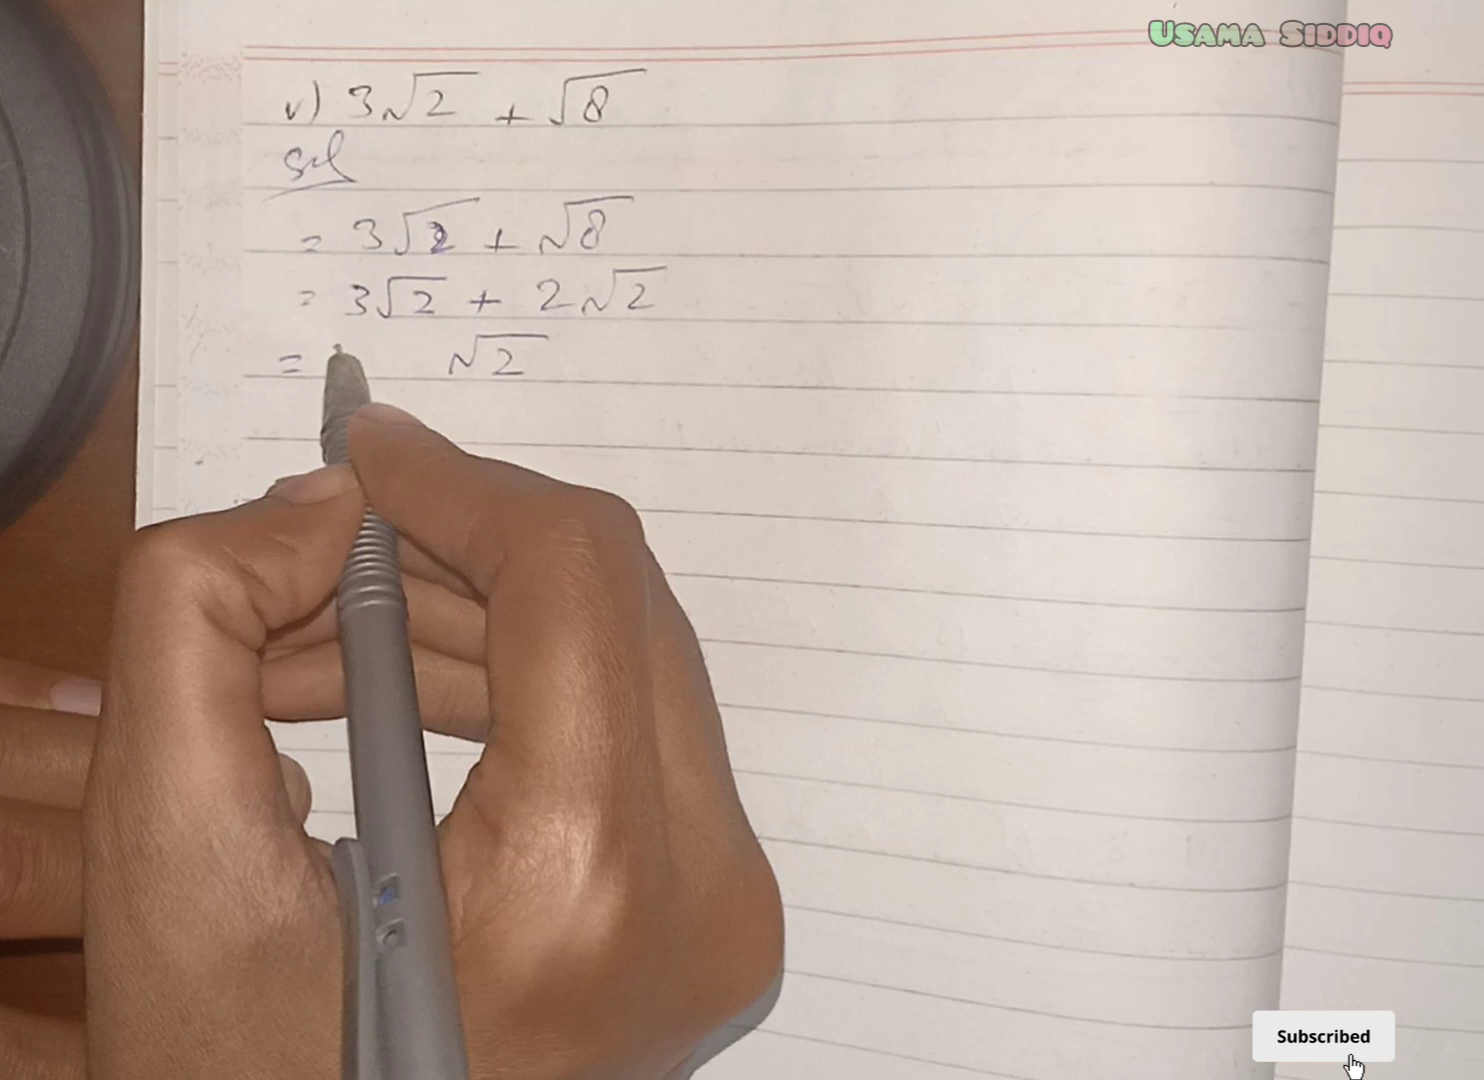 Usama Siddiq
v) 3√2 + √8
Sol
= 3√2 + √8
= 3√2 + 2√2
= √2
Subscribed